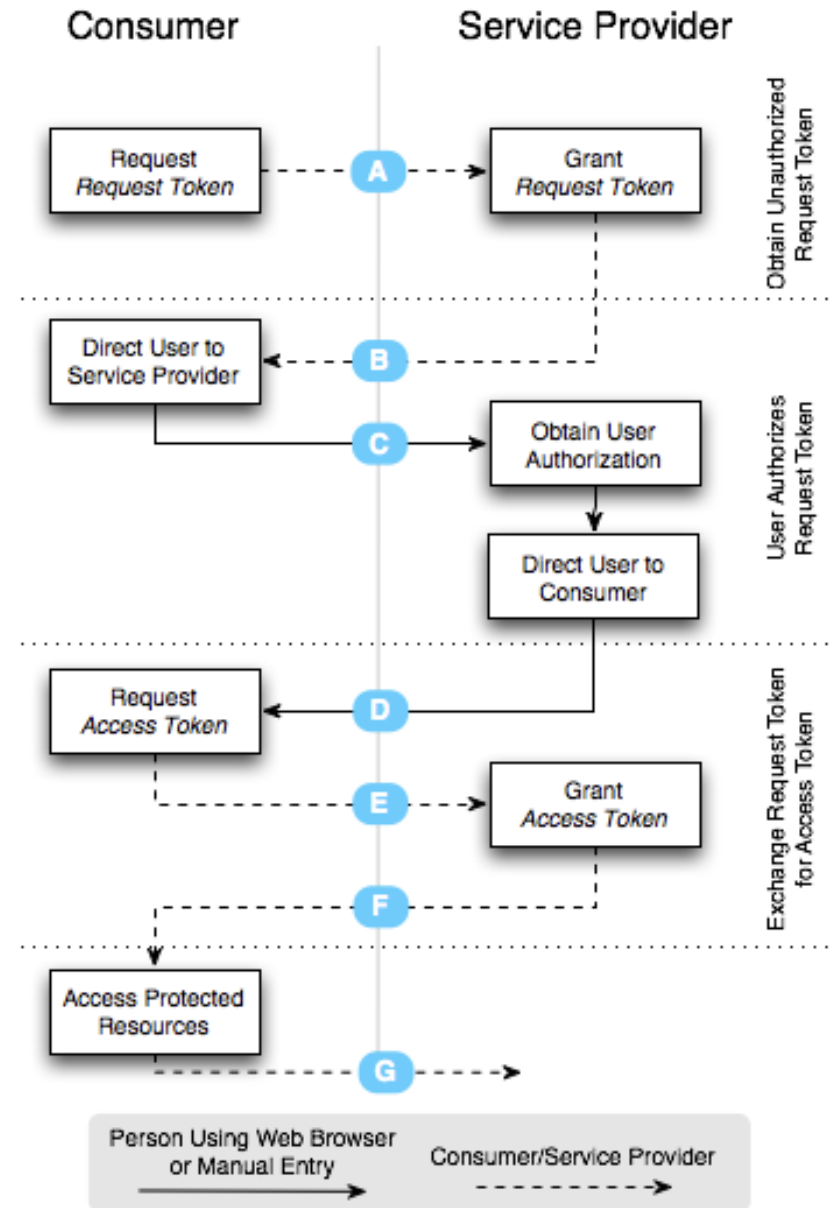 Consumer
Service Provider
Request
Request Token
A
Grant
Request Token
Obtain Unauthorized
Request Token
Direct User to
Service Provider
B
C
Obtain User
Authorization
Direct User to
Consumer
User Authorizes
Request Token
Request
Access Token
D
E
Grant
Access Token
F
Exchange Request Token
for Access Token
Access Protected
Resources
G
Person Using Web Browser
or Manual Entry
Consumer/Service Provider